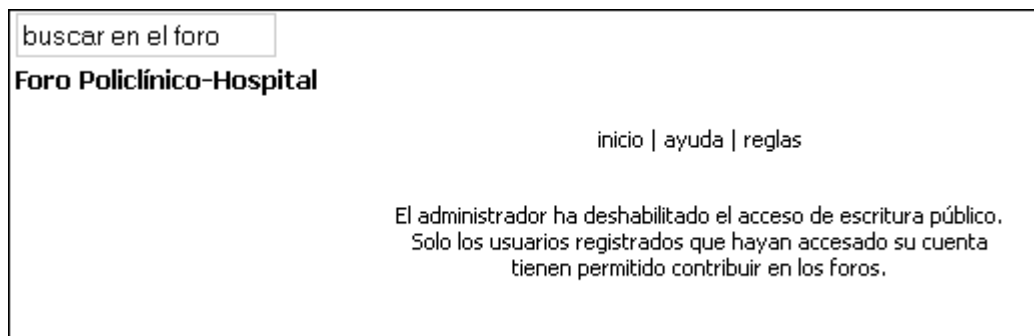 buscar en el foro
Foro Policlínico-Hospital
inicio | ayuda | reglas
El administrador ha deshabilitado el acceso de escritura público.
Solo los usuarios registrados que hayan accesado su cuenta
tienen permitido contribuir en los foros.